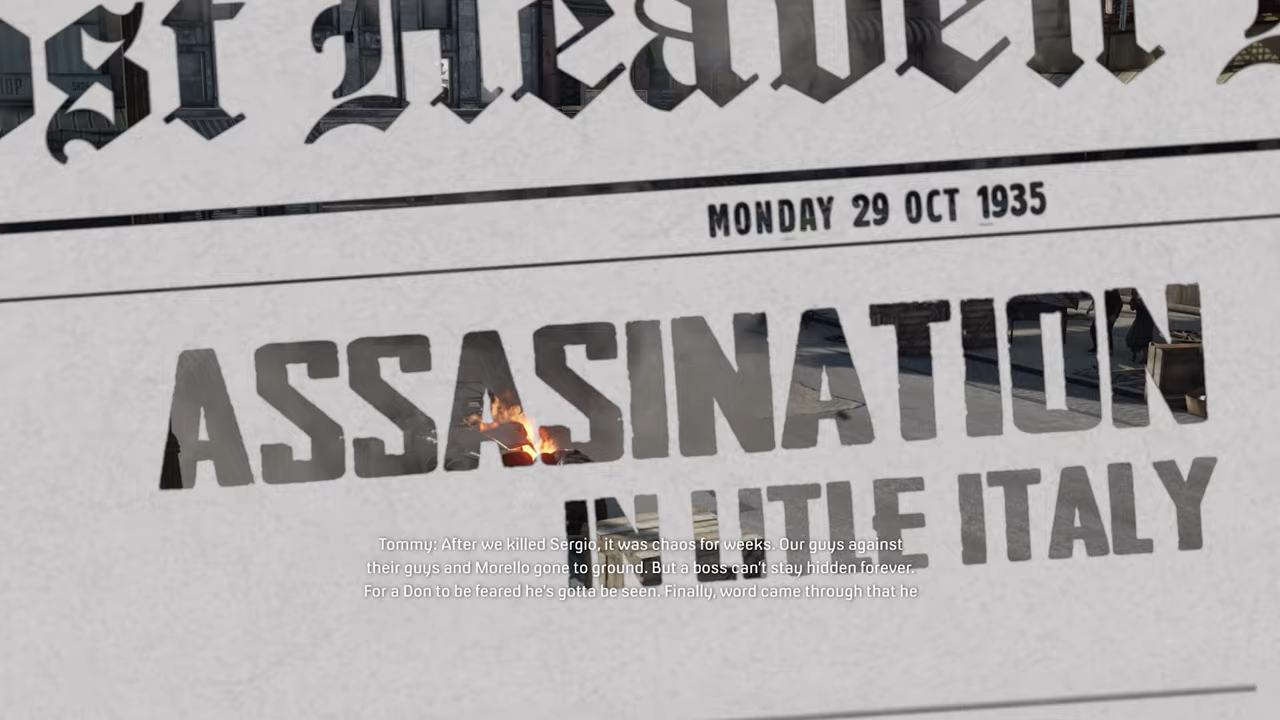 st Heaven
MONDAY 29 OCT 1935
ASSASINATION
IN LITLE ITALY
Tommy: After we killed Sergio, it was chaos for weeks. Our guys against
their guys and Morello gone to ground. But a boss can't stay hidden forever.
For a Don to be feared he's gotta be seen. Finally, word came through that he